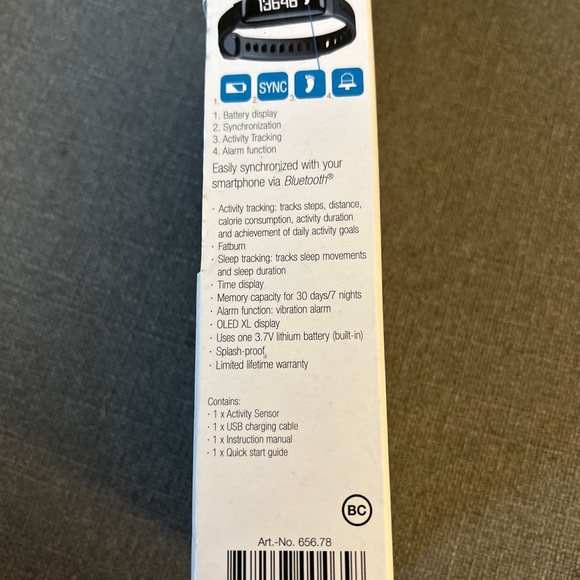 13646
SYNC
1. 2. 3. 4.
1. Battery display
2. Synchronization
3. Activity Tracking
4. Alarm function
Easily synchronized with your
smartphone via Bluetooth®
· Activity tracking: tracks steps, distance,
calorie consumption, activity duration
and achievement of daily activity goals
· Fatburn
· Sleep tracking: tracks sleep movements
and sleep duration
· Time display
· Memory capacity for 30 days/7 nights
· Alarm function: vibration alarm
· OLED XL display
· Uses one 3.7V lithium battery (built-in)
· Splash-proof
· Limited lifetime warranty
Contains:
· 1 x Activity Sensor
· 1 x USB charging cable
· 1 x Instruction manual
· 1 x Quick start guide
BC
Art.-No. 656.78